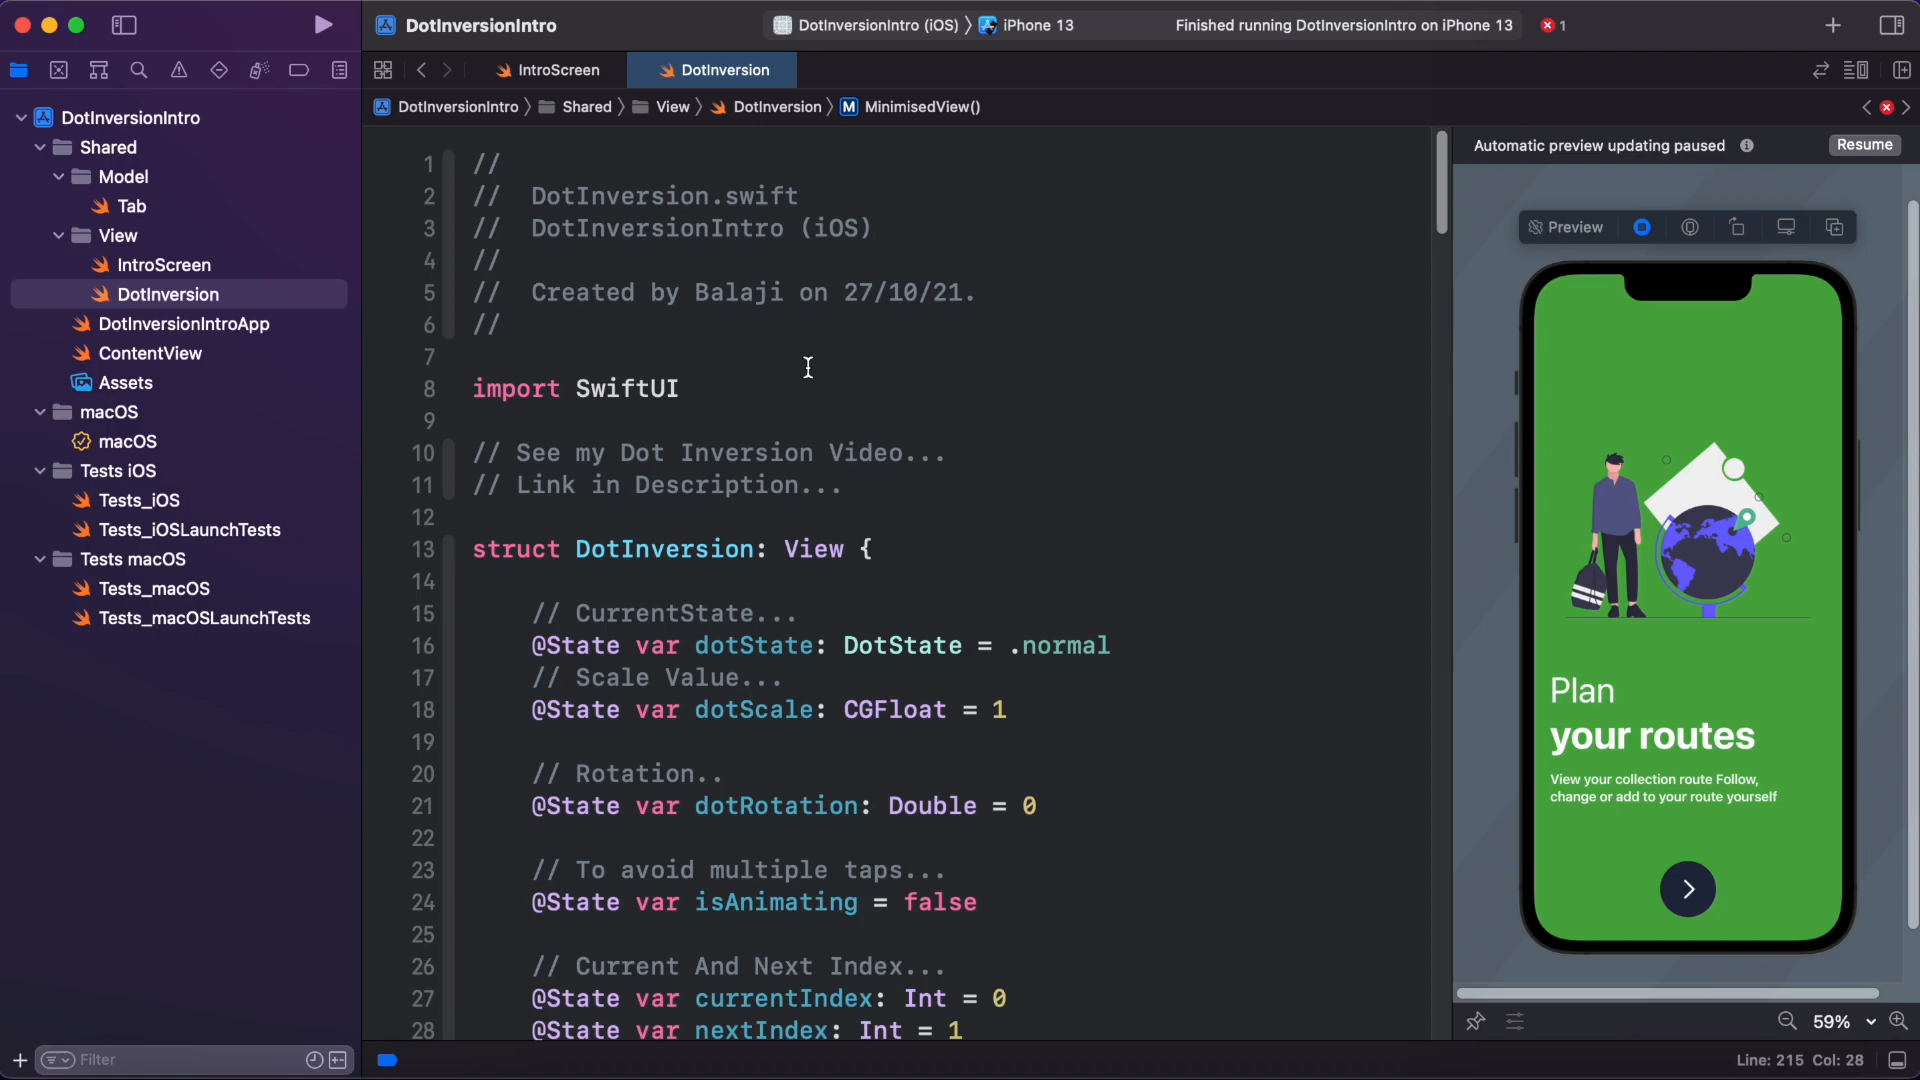 DotInversionIntro
DotInversionIntro (iOS) 〉 iPhone 13
Finished running DotInversionIntro on iPhone 13
1
IntroScreen
DotInversion
DotInversionIntro 〉 Shared 〉 View 〉 DotInversion 〉 M MinimisedView()
DotInversionIntro
Shared
Model
Tab
View
IntroScreen
DotInversion
DotInversionIntroApp
ContentView
Assets
macOS
macOS
Tests iOS
Tests_iOS
Tests_iOSLaunchTests
Tests macOS
Tests_macOS
Tests_macOSLaunchTests
Filter
1 //
2 //  DotInversion.swift
3 //  DotInversionIntro (iOS)
4 //
5 //  Created by Balaji on 27/10/21.
6 //
7
8 import SwiftUI
9
10 // See my Dot Inversion Video...
11 // Link in Description...
12
13 struct DotInversion: View {
14
15     // CurrentState...
16     @State var dotState: DotState = .normal
17     // Scale Value...
18     @State var dotScale: CGFloat = 1
19
20     // Rotation..
21     @State var dotRotation: Double = 0
22
23     // To avoid multiple taps...
24     @State var isAnimating = false
25
26     // Current And Next Index...
27     @State var currentIndex: Int = 0
28     @State var nextIndex: Int = 1
Automatic preview updating paused
Resume
Preview
Plan
your routes
View your collection route Follow,
change or add to your route yourself
59%
Line: 215 Col: 28